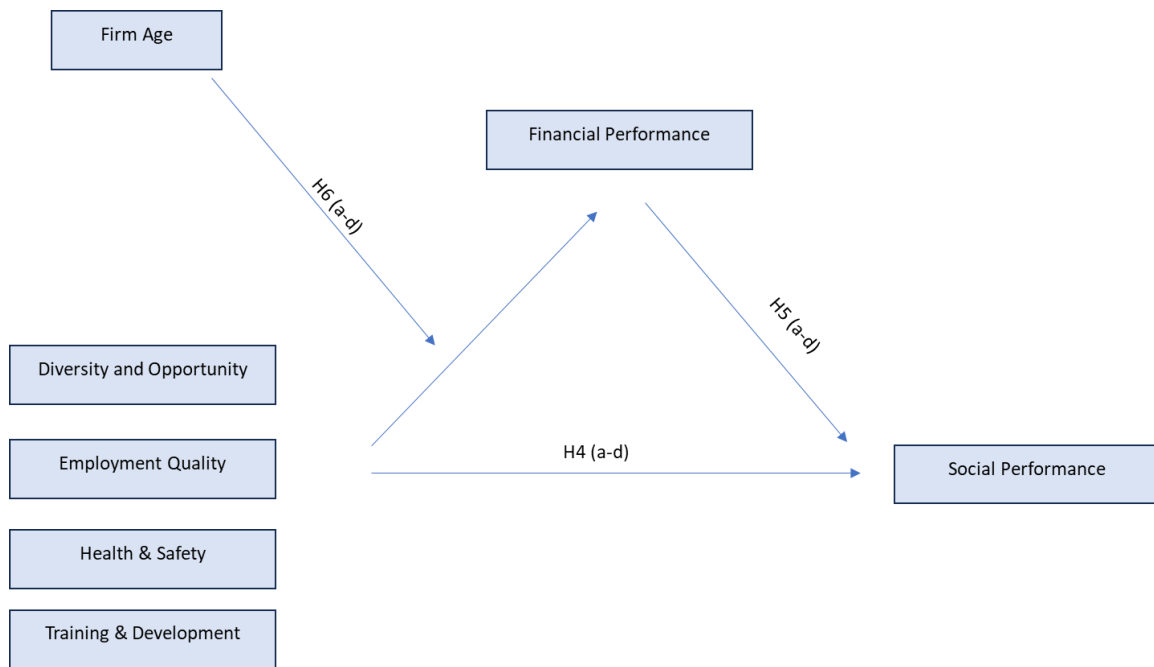 Firm Age
Financial Performance
H6 (a-d)
H5 (a-d)
Diversity and Opportunity
Employment Quality
H4 (a-d)
Social Performance
Health & Safety
Training & Development